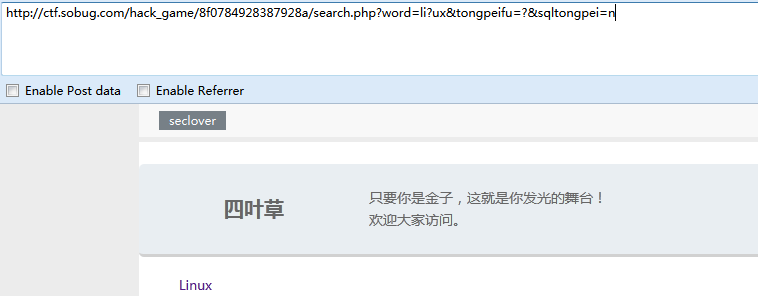 http://ctf.sobug.com/hack_game/8f0784928387928a/search.php?word=li?ux&tongpeifu=?&sqltongpei=n
Enable Post data Enable Referrer
seclover
四叶草
只要你是金子，这就是你发光的舞台！
欢迎大家访问。
Linux